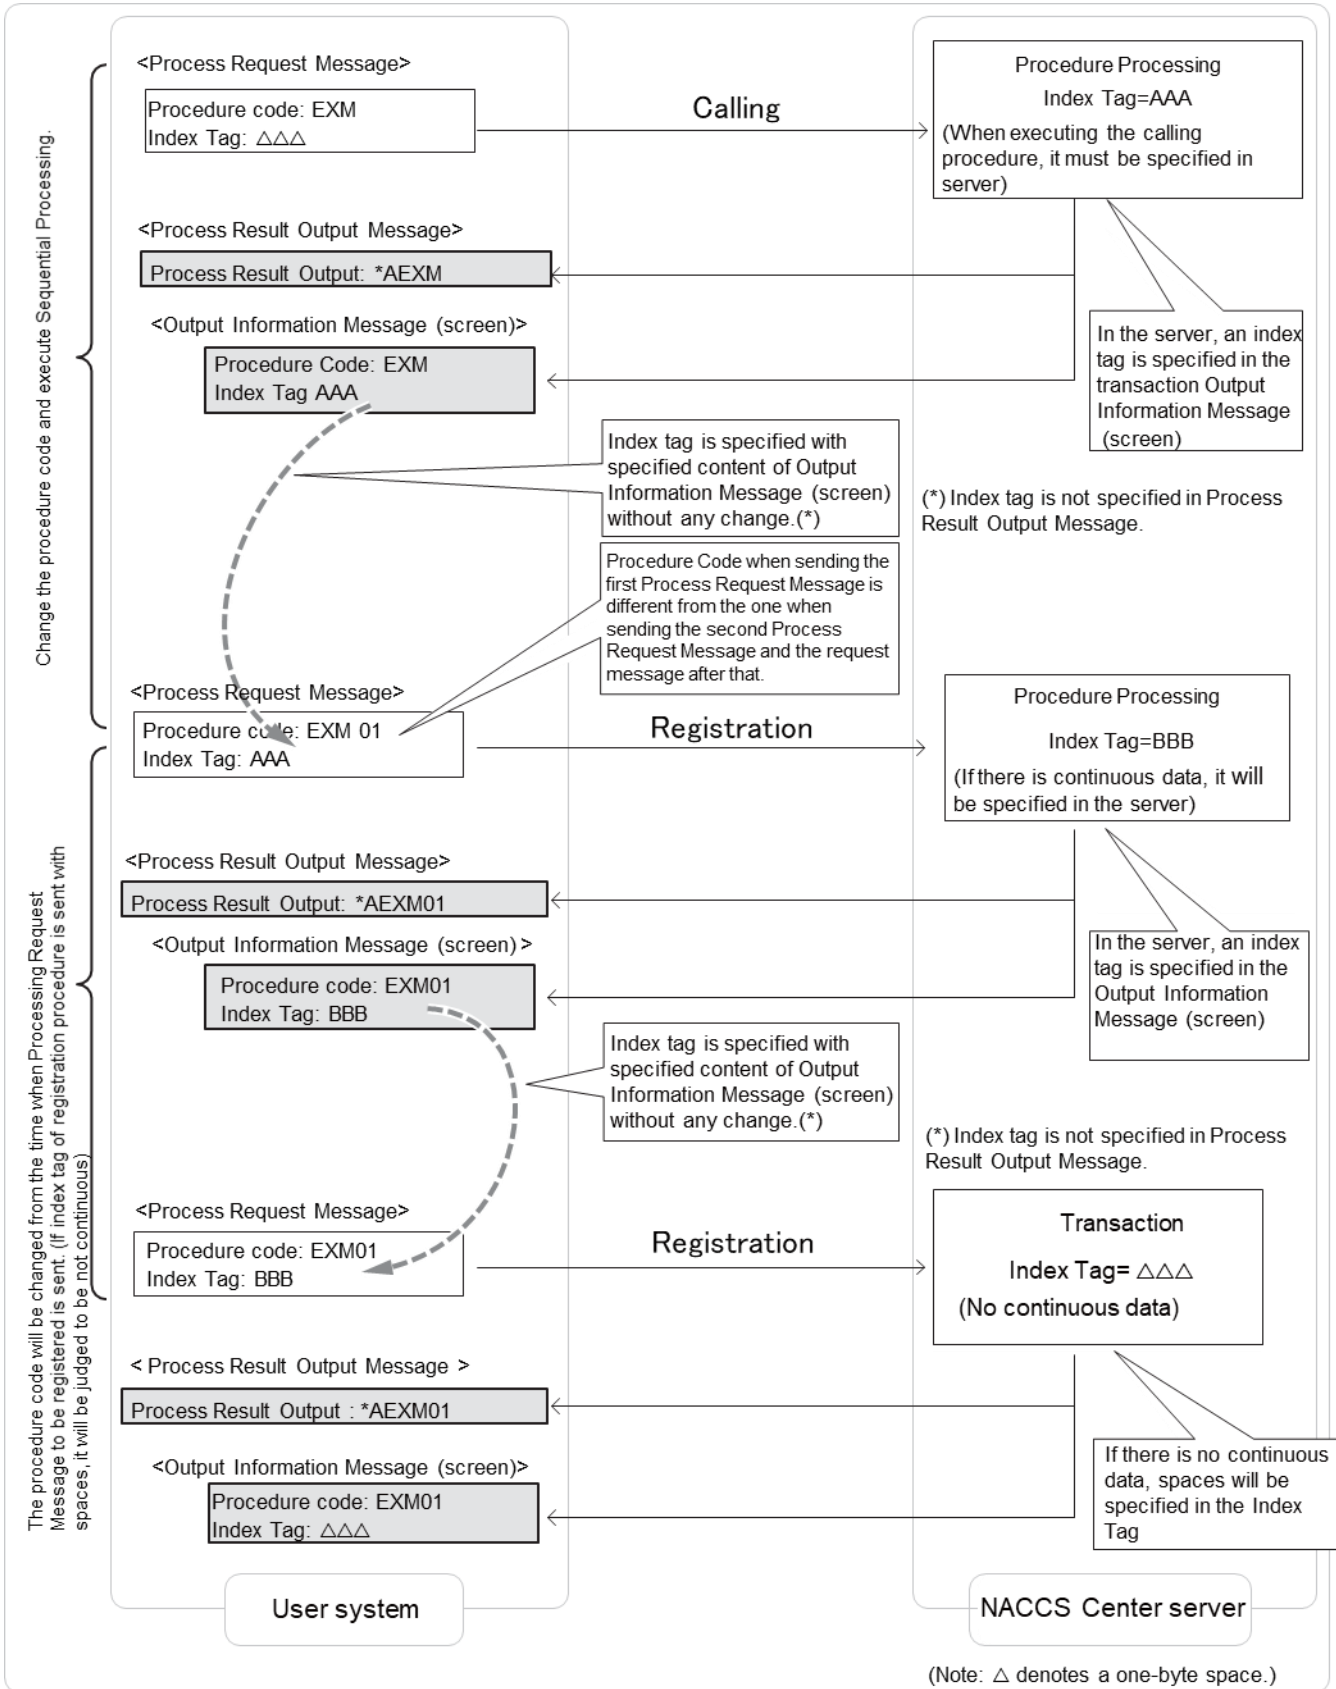 Change the procedure code and execute Sequential Processing.
<Process Request Message>
Procedure code: EXM
Index Tag: △△△
Calling
Procedure Processing
Index Tag=AAA
(When executing the calling
procedure, it must be specified in
server)
<Process Result Output Message>
Process Result Output: *AEXM
<Output Information Message (screen)>
Procedure Code: EXM
Index Tag AAA
In the server, an index
tag is specified in the
transaction Output
Information Message
(screen)
Index tag is specified with
specified content of Output
Information Message (screen)
without any change.(*)
(*) Index tag is not specified in Process
Result Output Message.
Procedure Code when sending the
first Process Request Message is
different from the one when
sending the second Process
Request Message and the request
message after that.
<Process Request Message>
Procedure code: EXM 01
Index Tag: AAA
Registration
Procedure Processing
Index Tag=BBB
(If there is continuous data, it will
be specified in the server)
The procedure code will be changed from the time when Processing Request
Message to be registered is sent. (If index tag of registration procedure is sent with
spaces, it will be judged to be not continuous)
<Process Result Output Message>
Process Result Output: *AEXM01
<Output Information Message (screen) >
Procedure code: EXM01
Index Tag: BBB
In the server, an index
tag is specified in the
Output Information
Message (screen)
Index tag is specified with
specified content of Output
Information Message (screen)
without any change.(*)
(*) Index tag is not specified in Process
Result Output Message.
<Process Request Message>
Procedure code: EXM01
Index Tag: BBB
Registration
Transaction
Index Tag= △△△
(No continuous data)
< Process Result Output Message >
Process Result Output : *AEXM01
<Output Information Message (screen)>
Procedure code: EXM01
Index Tag: △△△
If there is no continuous
data, spaces will be
specified in the Index
Tag
User system
NACCS Center server
(Note: △ denotes a one-byte space.)